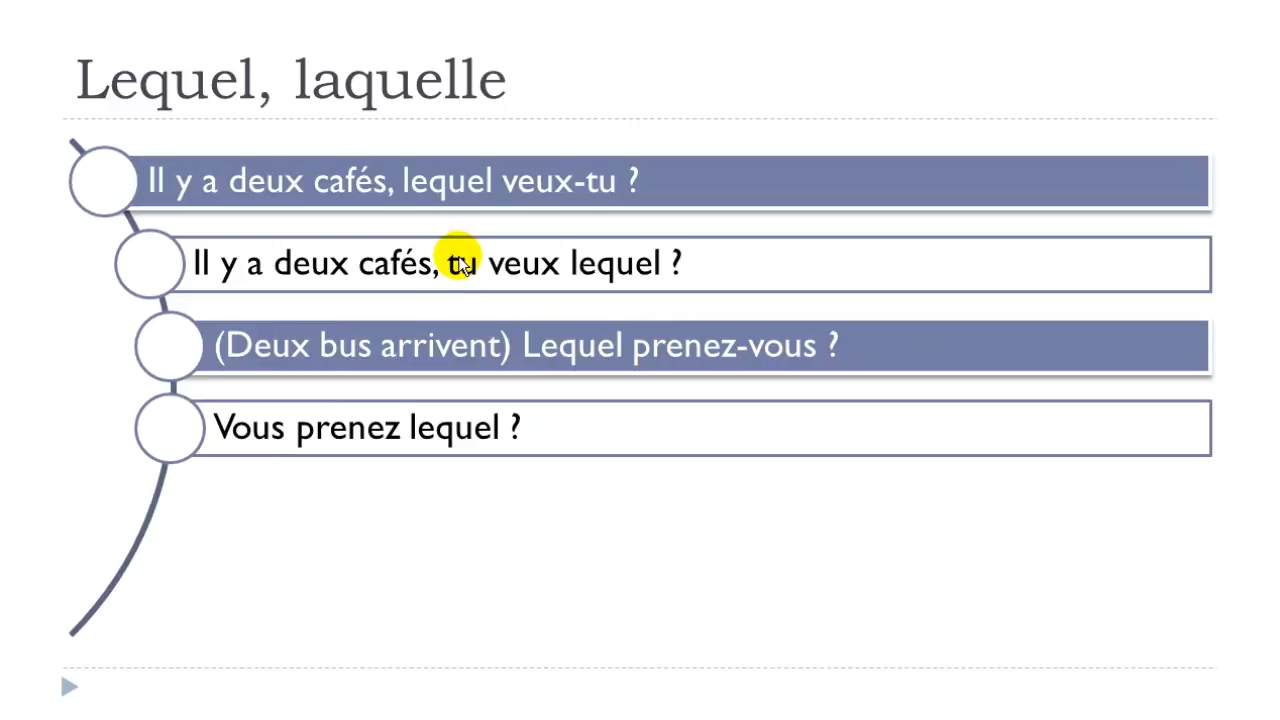 Lequel, laquelle
Il y a deux cafés, lequel veux-tu ?
Il y a deux cafés, tu veux lequel ?
(Deux bus arrivent) Lequel prenez-vous ?
Vous prenez lequel ?